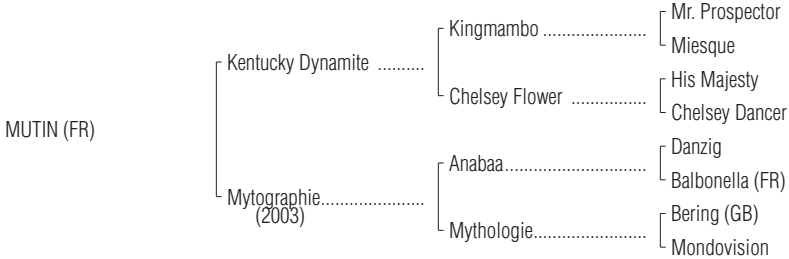 Mr. Prospector
Kingmambo ......................
Miesque
Kentucky Dynamite ..........
His Majesty
Chelsey Flower ................
Chelsey Dancer
MUTIN (FR)
Danzig
Anabaa..............................
Balbonella (FR)
Mytographie......................
(2003)
Bering (GB)
Mythologie........................
Mondovision